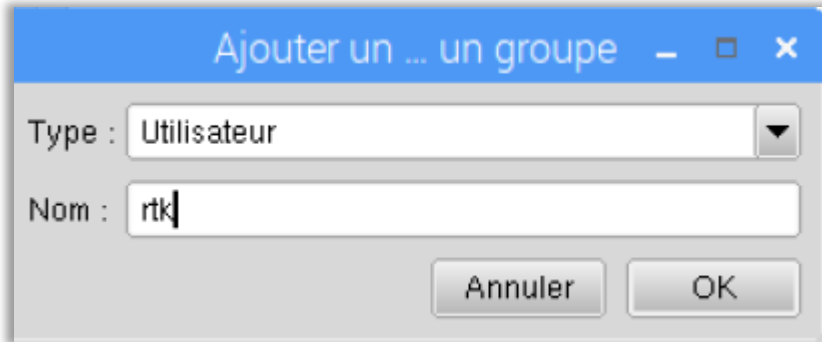 Ajouter un ... un groupe
Type : Utilisateur
Nom : rtk
Annuler OK